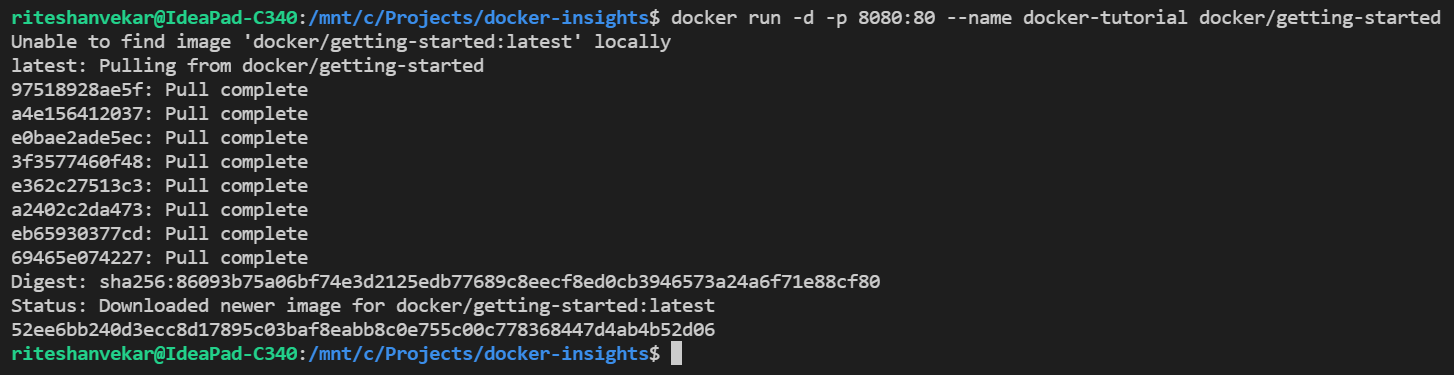 riteshanvekar@IdeaPad-C340:/mnt/c/Projects/docker-insights$ docker run -d -p 8080:80 --name docker-tutorial docker/getting-started
Unable to find image 'docker/getting-started:latest' locally
latest: Pulling from docker/getting-started
97518928ae5f: Pull complete
a4e156412037: Pull complete
e0bae2ade5ec: Pull complete
3f3577460f48: Pull complete
e362c27513c3: Pull complete
a2402c2da473: Pull complete
eb65930377cd: Pull complete
69465e074227: Pull complete
Digest: sha256:86093b75a06bf74e3d2125edb77689c8eecf8ed0cb3946573a24a6f71e88cf80
Status: Downloaded newer image for docker/getting-started:latest
52ee6bb240d3ecc8d17895c03baf8eabb8c0e755c00c778368447d4ab4b52d06
riteshanvekar@IdeaPad-C340:/mnt/c/Projects/docker-insights$